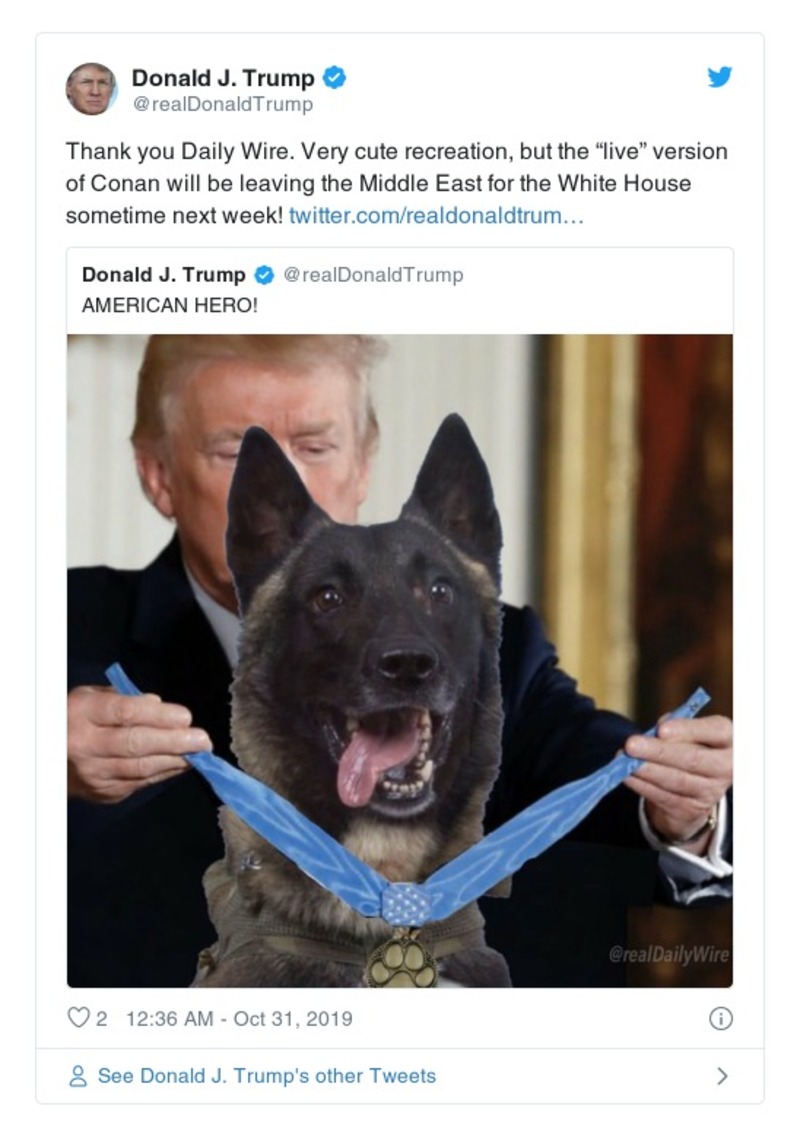 Donald J. Trump
@realDonaldTrump
Thank you Daily Wire. Very cute recreation, but the “live” version
of Conan will be leaving the Middle East for the White House
sometime next week! twitter.com/realdonaldtrum…
Donald J. Trump @realDonaldTrump
AMERICAN HERO!
@realDailyWire
2 12:36 AM - Oct 31, 2019
See Donald J. Trump's other Tweets